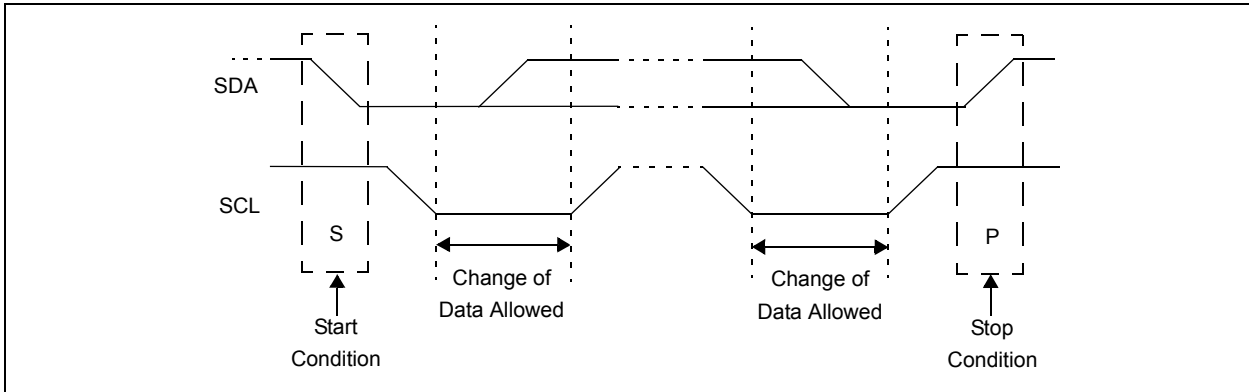 SDA
SCL
S
P
Change of
Data Allowed
Change of
Data Allowed
Start
Condition
Stop
Condition